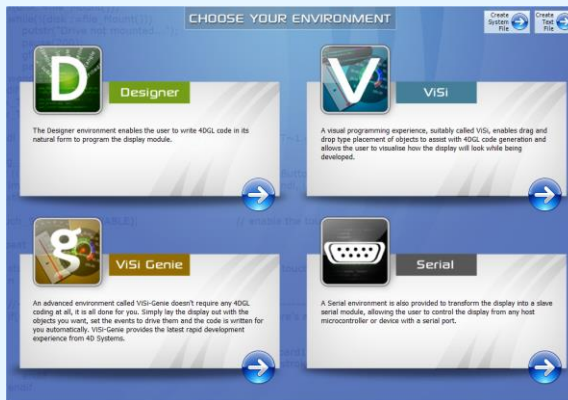 CHOOSE YOUR ENVIRONMENT
Create
System
File
Create
Text
File
D
Designer
The Designer environment enables the user to write 4DGL code in its
natural form to program the display module.
V
ViSi
A visual programming experience, suitably called ViSi, enables drag and
drop type placement of objects to assist with 4DGL code generation and
allows the user to visualise how the display will look while being
developed.
g
ViSi Genie
An advanced environment called ViSi-Genie doesn't require any 4DGL
coding at all, it is all done for you. Simply lay the display out with the
objects you want, set the events to drive them and the code is written for
you automatically. ViSi-Genie provides the latest rapid development
experience from 4D Systems.
Serial
A Serial environment is also provided to transform the display into a slave
serial module, allowing the user to control the display from any host
microcontroller or device with a serial port.